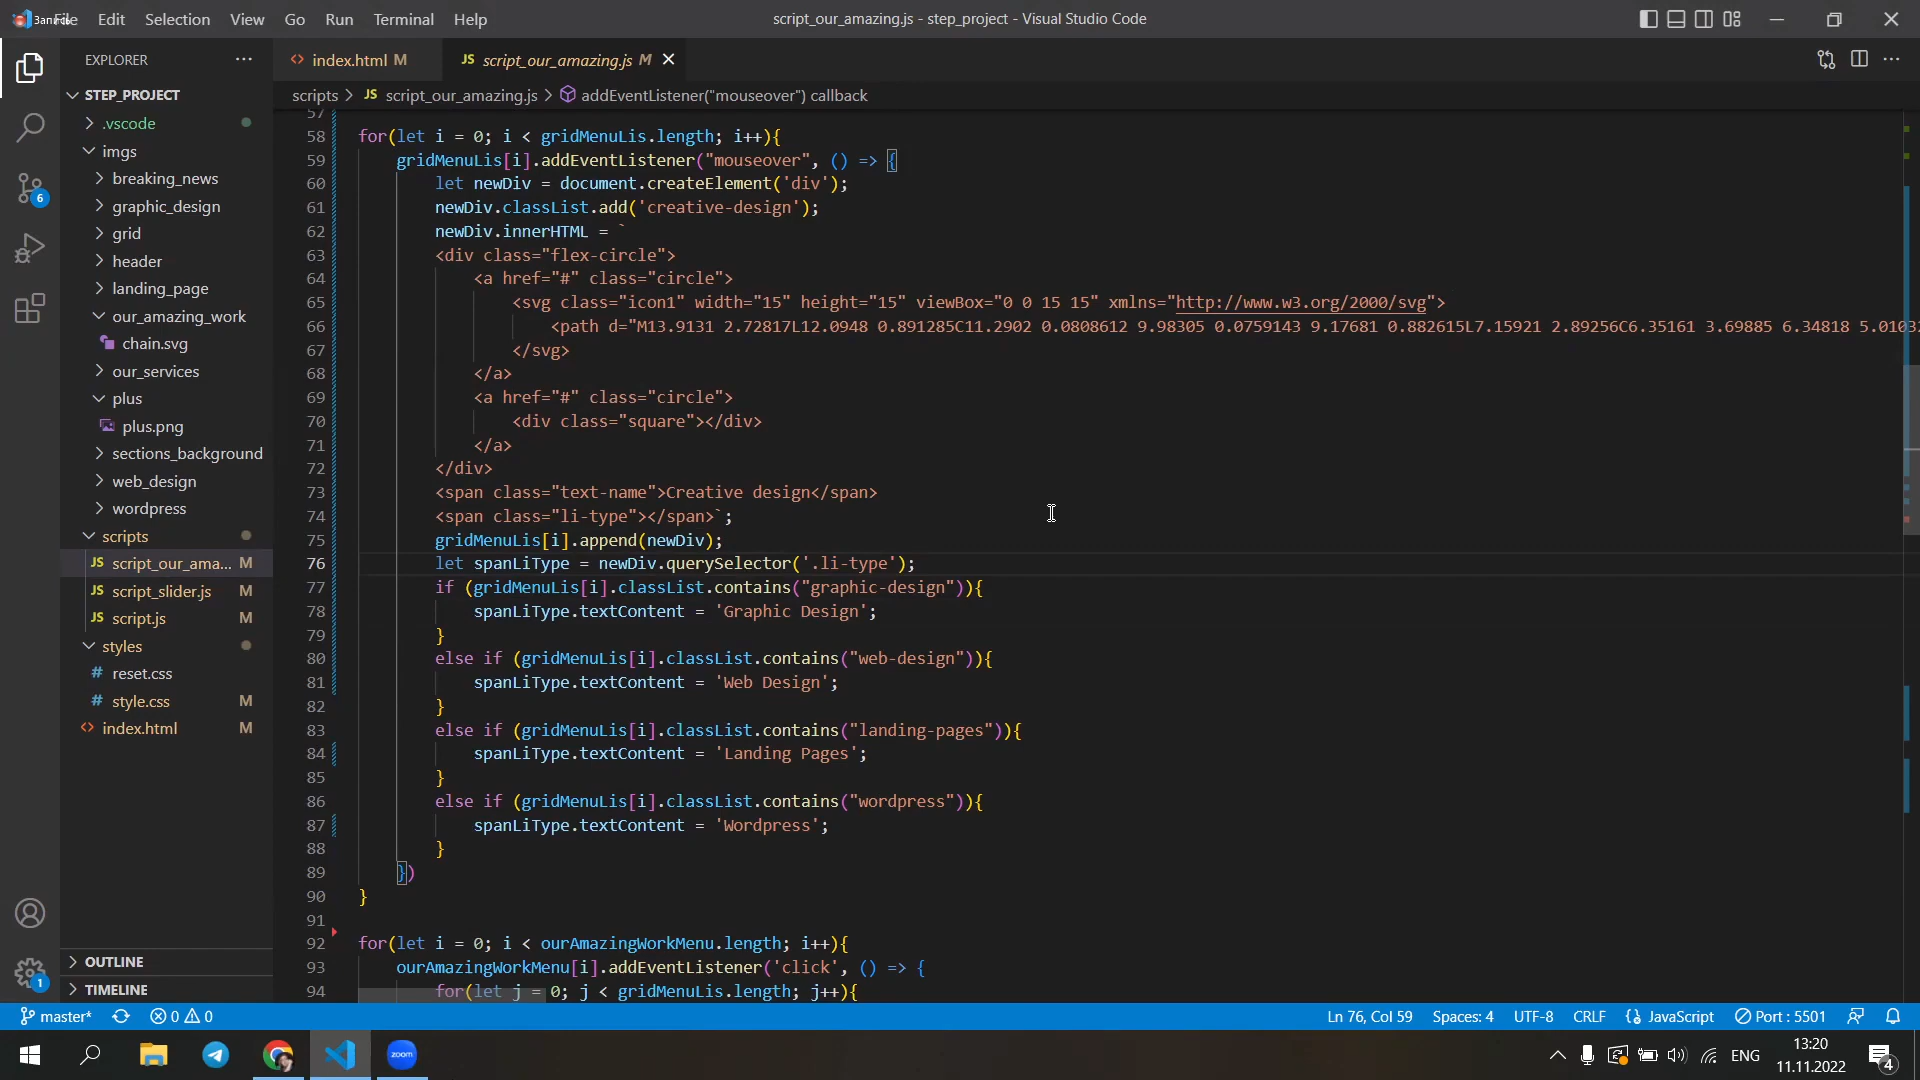 Запись
File Edit Selection View Go Run Terminal Help
script_our_amazing.js - step_project - Visual Studio Code
EXPLORER
STEP_PROJECT
.vscode
imgs
breaking_news
graphic_design
grid
header
landing_page
our_amazing_work
chain.svg
our_services
plus
plus.png
sections_background
web_design
wordpress
scripts
JS script_our_ama... M
JS script_slider.js M
JS script.js M
styles
# reset.css
# style.css M
<> index.html M
OUTLINE
TIMELINE
6
1
<> index.html M
JS script_our_amazing.js M
scripts > JS script_our_amazing.js > addEventListener("mouseover") callback
57
58 for(let i = 0; i < gridMenuLis.length; i++){
59 gridMenuLis[i].addEventListener("mouseover", () => {
60 let newDiv = document.createElement('div');
61 newDiv.classList.add('creative-design');
62 newDiv.innerHTML = `
63 <div class="flex-circle">
64 <a href="#" class="circle">
65 <svg class="icon1" width="15" height="15" viewBox="0 0 15 15" xmlns="http://www.w3.org/2000/svg">
66 <path d="M13.9131 2.72817L12.0948 0.891285C11.2902 0.0808612 9.98305 0.0759143 9.17681 0.882615L7.15921 2.89256C6.35161 3.69885 6.34818 5.0103
67 </svg>
68 </a>
69 <a href="#" class="circle">
70 <div class="square"></div>
71 </a>
72 </div>
73 <span class="text-name">Creative design</span>
74 <span class="li-type"></span>`;
75 gridMenuLis[i].append(newDiv);
76 let spanLiType = newDiv.querySelector('.li-type');
77 if (gridMenuLis[i].classList.contains("graphic-design")){
78 spanLiType.textContent = 'Graphic Design';
79 }
80 else if (gridMenuLis[i].classList.contains("web-design")){
81 spanLiType.textContent = 'Web Design';
82 }
83 else if (gridMenuLis[i].classList.contains("landing-pages")){
84 spanLiType.textContent = 'Landing Pages';
85 }
86 else if (gridMenuLis[i].classList.contains("wordpress")){
87 spanLiType.textContent = 'Wordpress';
88 }
89 })
90 }
91
92 for(let i = 0; i < ourAmazingWorkMenu.length; i++){
93 ourAmazingWorkMenu[i].addEventListener('click', () => {
94 for(let j = 0; j < gridMenuLis.length; j++){
master* 0 0
Ln 76, Col 59 Spaces: 4 UTF-8 CRLF {} JavaScript Port : 5501
zoom
ENG
13:20
11.11.2022
4